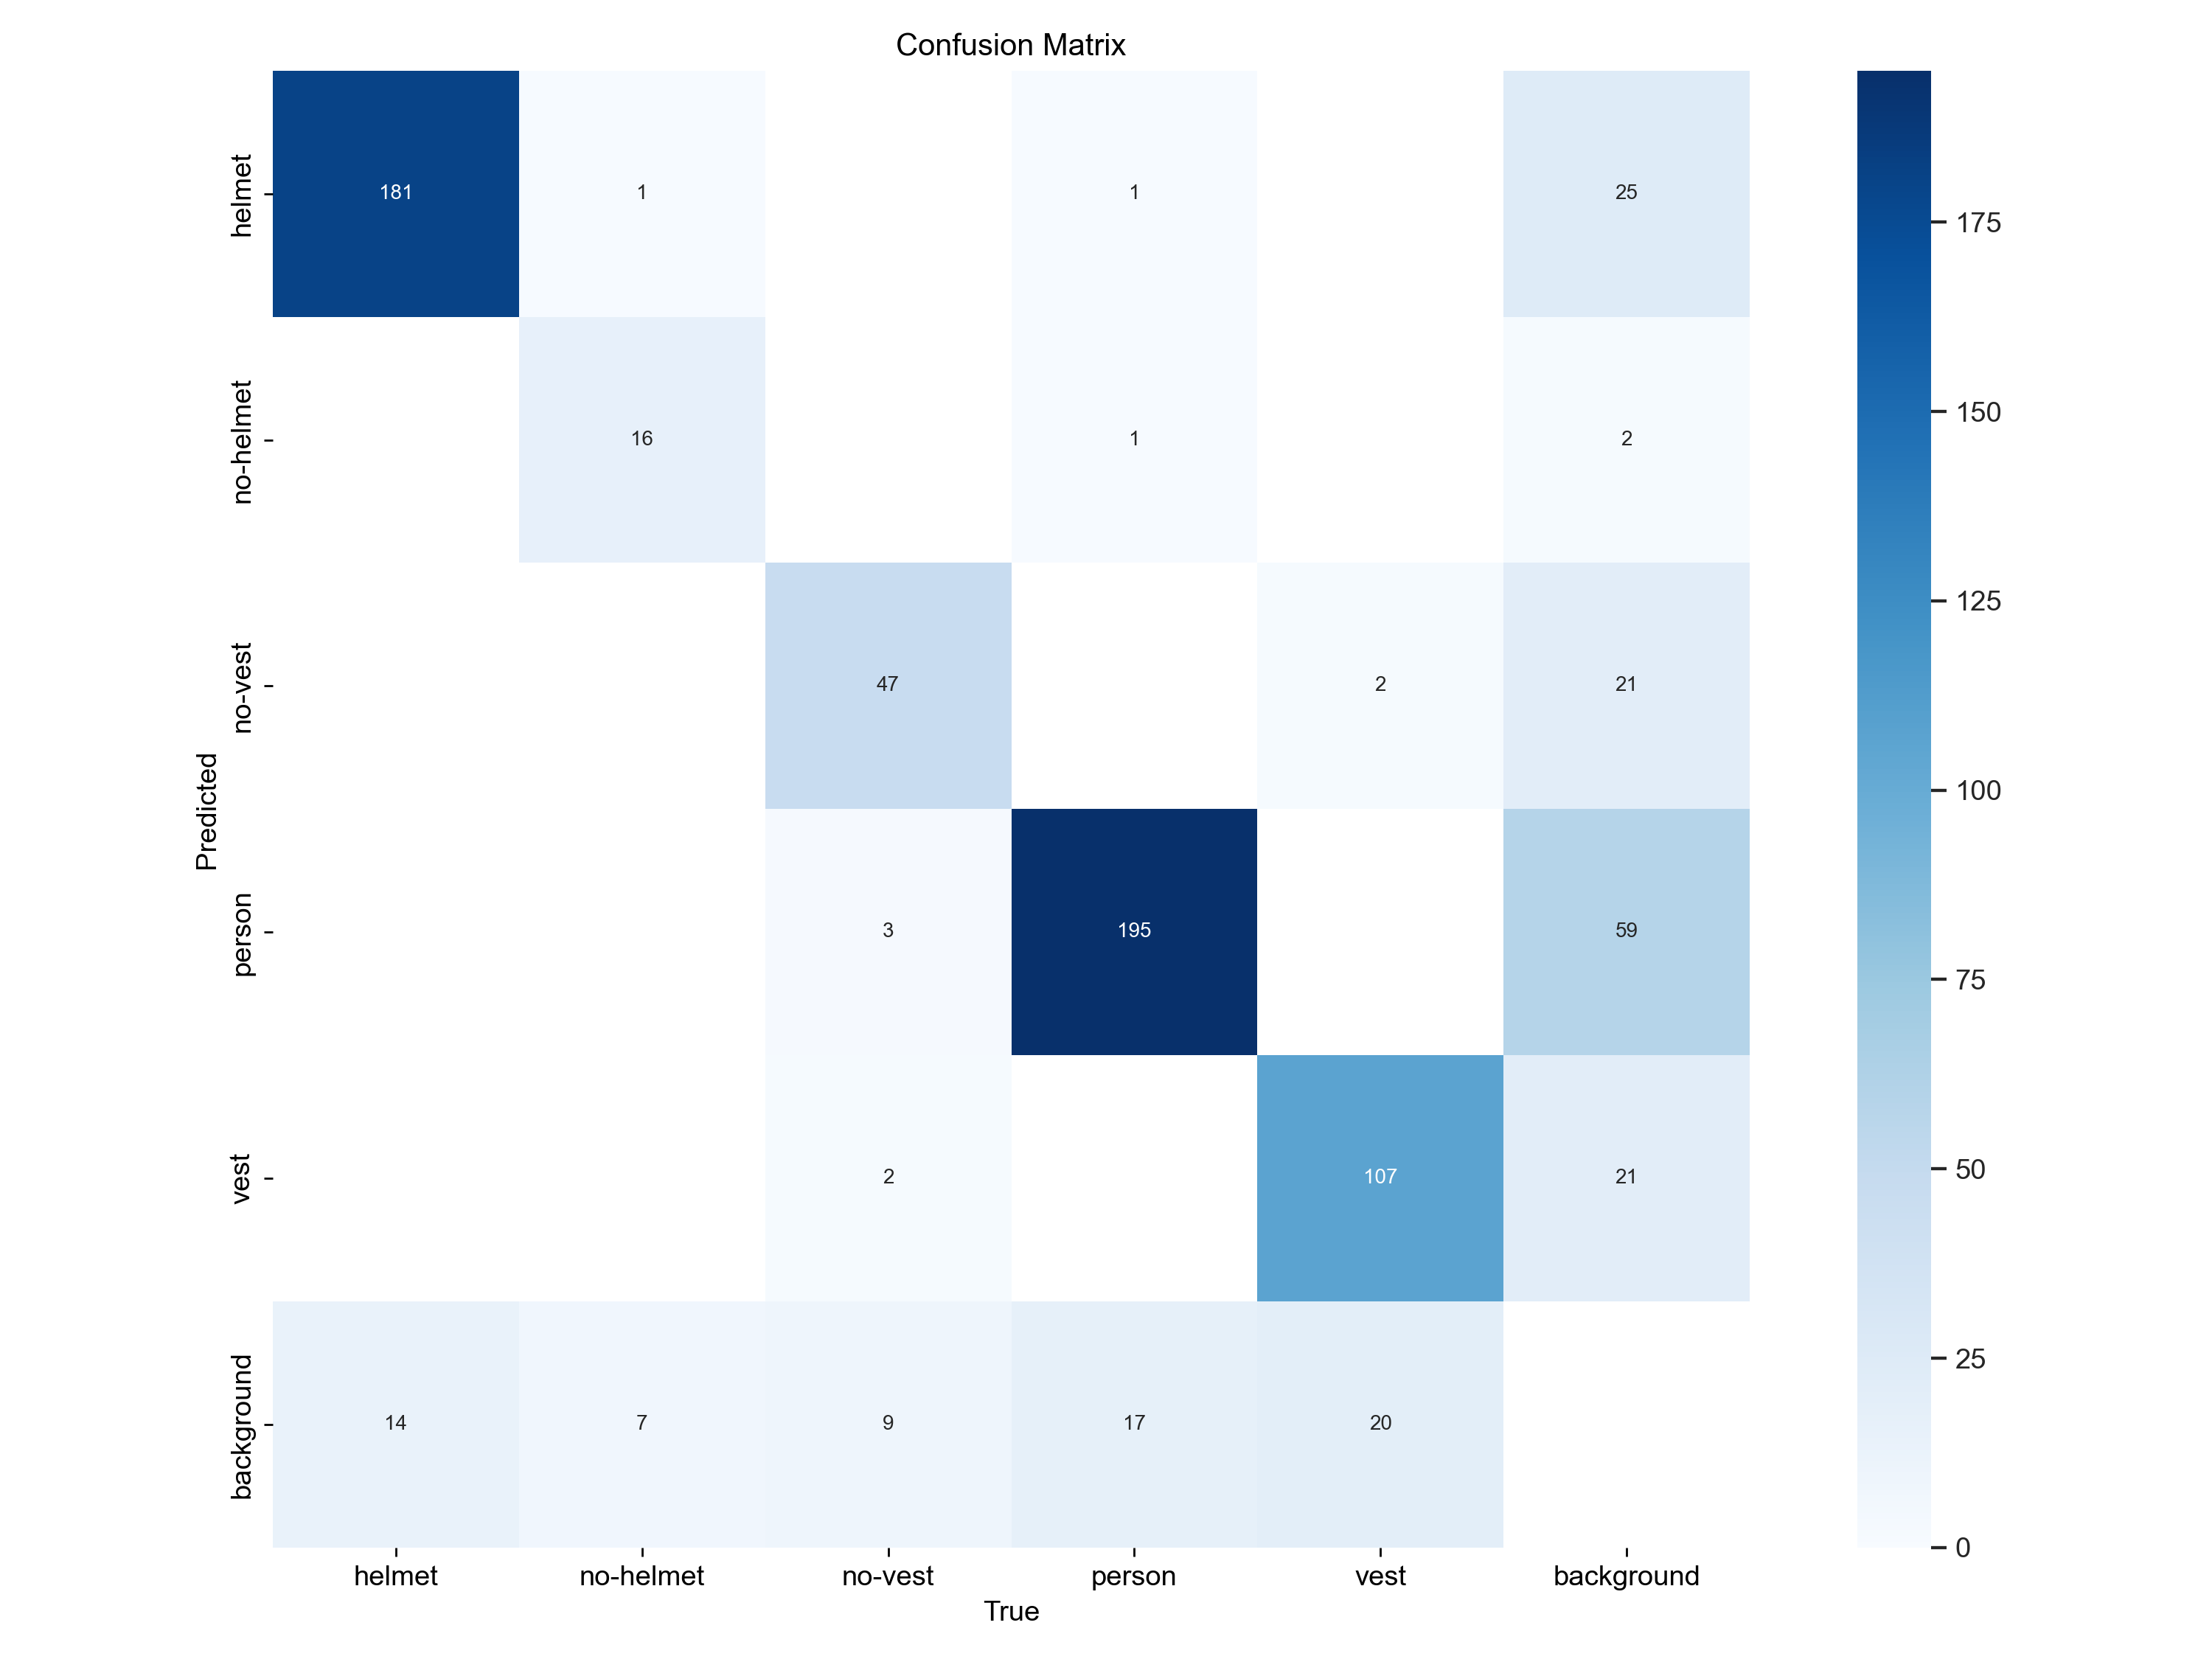 Confusion Matrix
helmet
181
1
1
25
175
150
no-helmet
16
1
2
125
no-vest
47
2
21
100
Predicted
person
3
195
59
75
vest
2
107
21
50
25
background
14
7
9
17
20
0
helmet
no-helmet
no-vest
person
vest
background
True